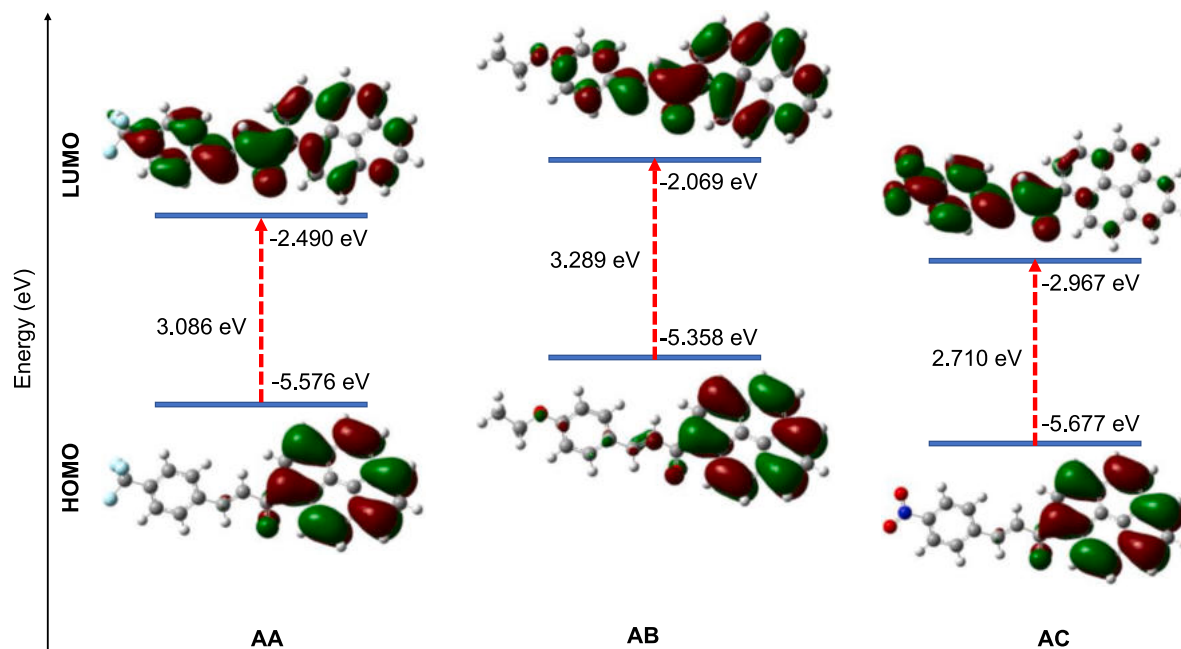 Energy (eV)
LUMO
HOMO
-2.490 eV
3.086 eV
-5.576 eV
AA
-2.069 eV
3.289 eV
-5.358 eV
AB
-2.967 eV
2.710 eV
-5.677 eV
AC